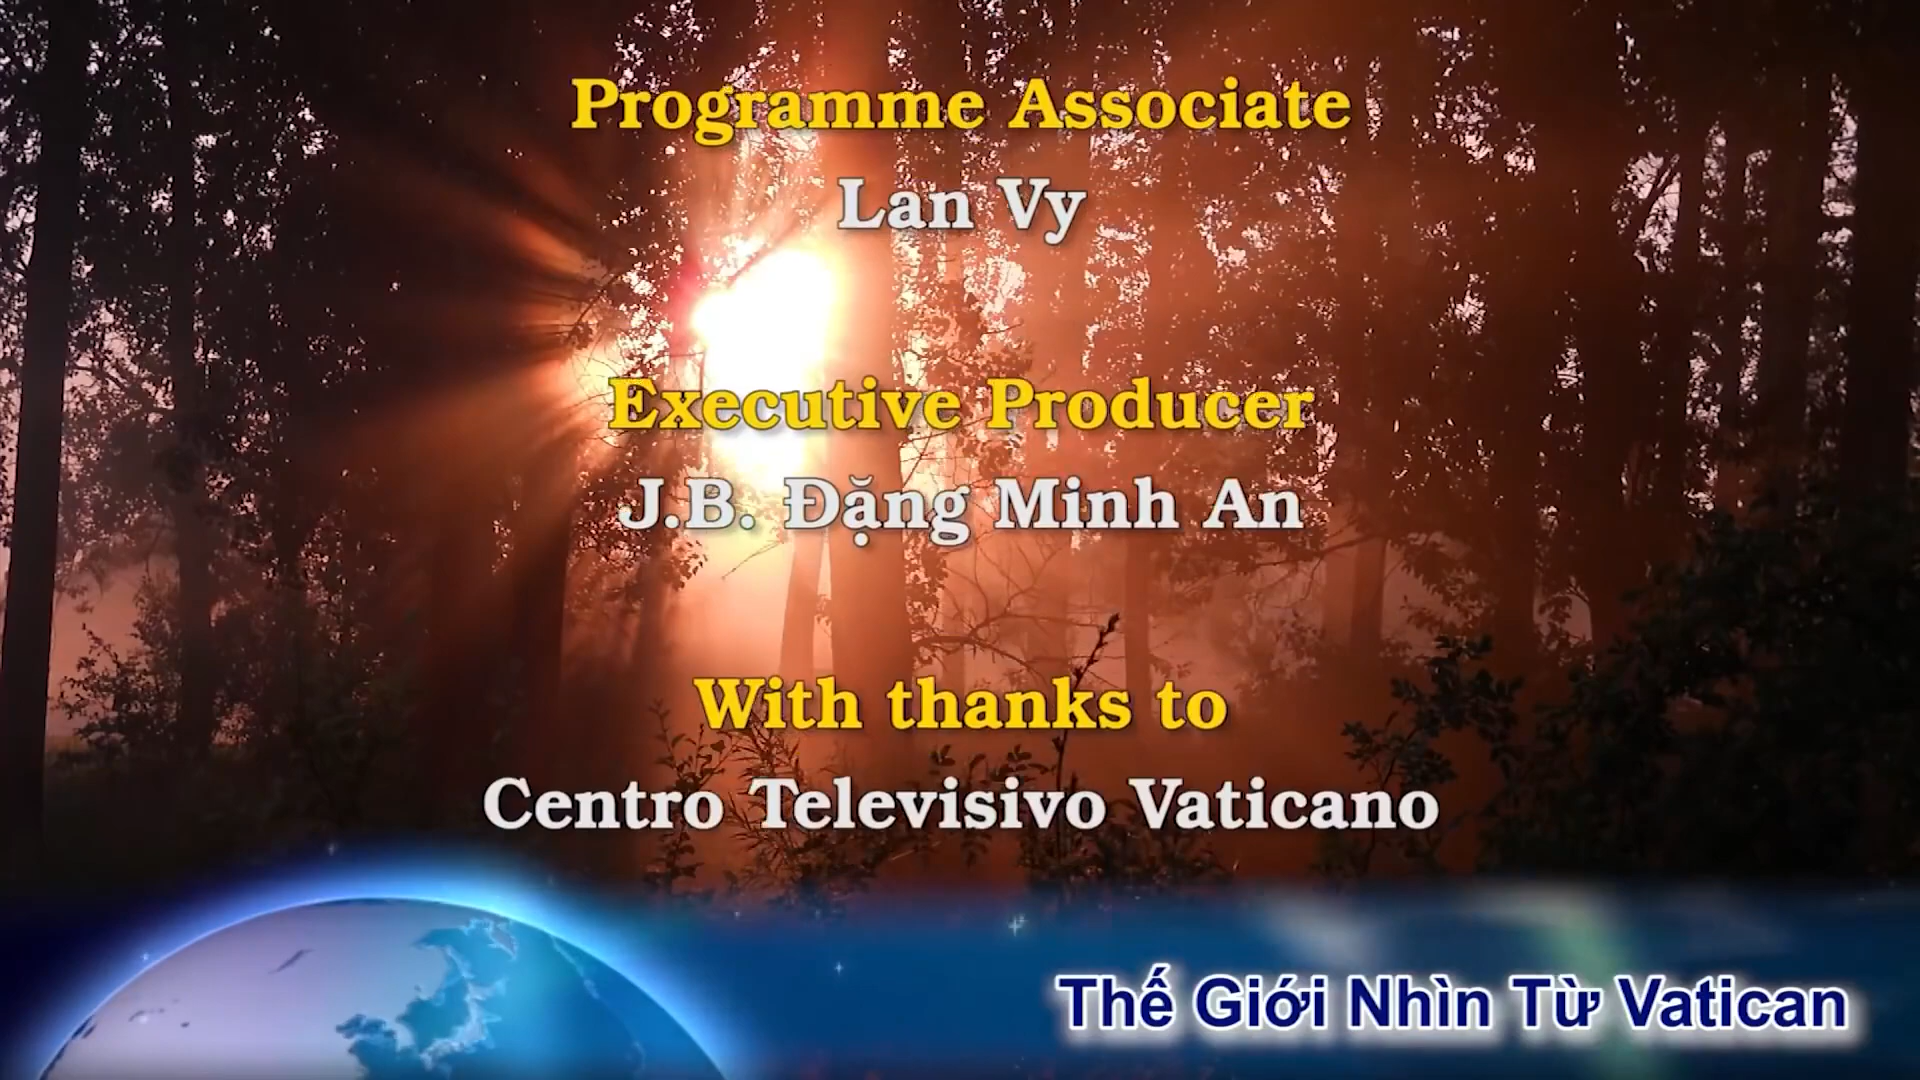 Programme Associate
Lan Vy
Executive Producer
J.B. Đặng Minh An
With thanks to
Centro Televisivo Vaticano
Thế Giới Nhìn Từ Vatican